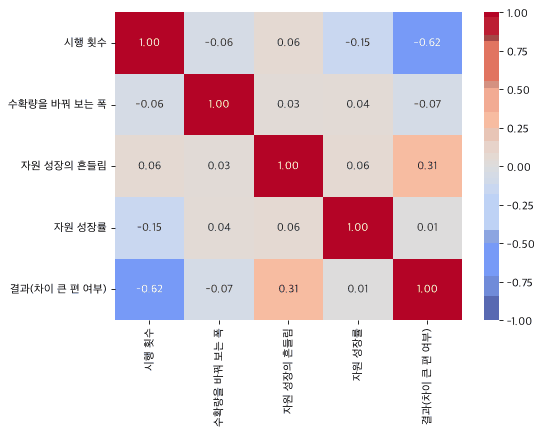 시행 횟수 1.00 -0.06 0.06 -0.15 -0.62
수확량을 바꿔 보는 폭 -0.06 1.00 0.03 0.04 -0.07
자원 성장의 흔들림 0.06 0.03 1.00 0.06 0.31
자원 성장률 -0.15 0.04 0.06 1.00 0.01
결과(차이 큰 편 여부) -0.62 -0.07 0.31 0.01 1.00
시행 횟수
수확량을 바꿔 보는 폭
자원 성장의 흔들림
자원 성장률
결과(차이 큰 편 여부)
1.00
0.75
0.50
0.25
0.00
-0.25
-0.50
-0.75
-1.00